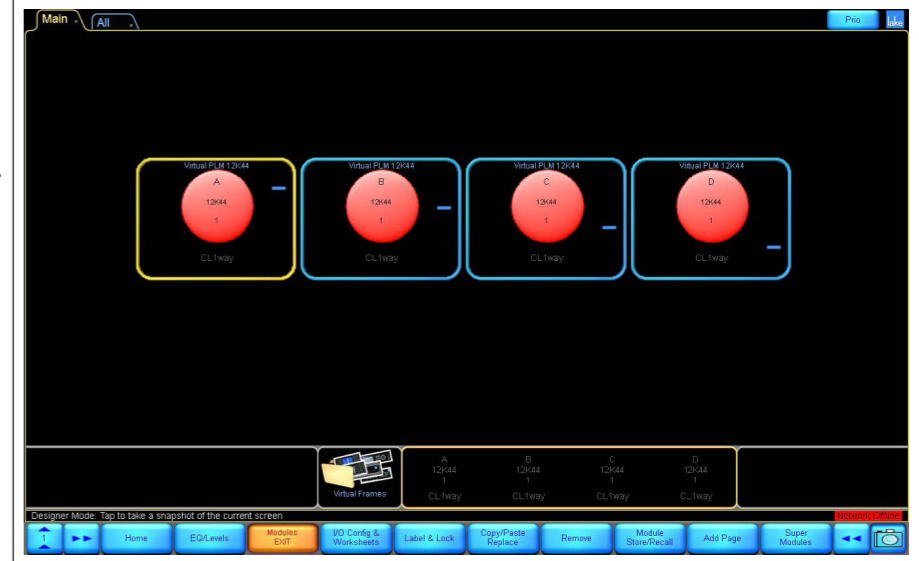 Main
All
Prio
lake
Virtual PLM 12K44
A
12K44
1
CL1way
Virtual PLM 12K44
B
12K44
1
CL1way
Virtual PLM 12K44
C
12K44
1
CL1way
Virtual PLM 12K44
D
12K44
1
CL1way
Virtual Frames
A
12K44
1
CL1way
B
12K44
1
CL1way
C
12K44
1
CL1way
D
12K44
1
CL1way
Designer Mode: Tap to take a snapshot of the current screen
Network Offline
1
Home
EQ/Levels
Modules
EXIT
I/O Config &
Worksheets
Label & Lock
Copy/Paste
Replace
Remove
Module
Store/Recall
Add Page
Super
Modules